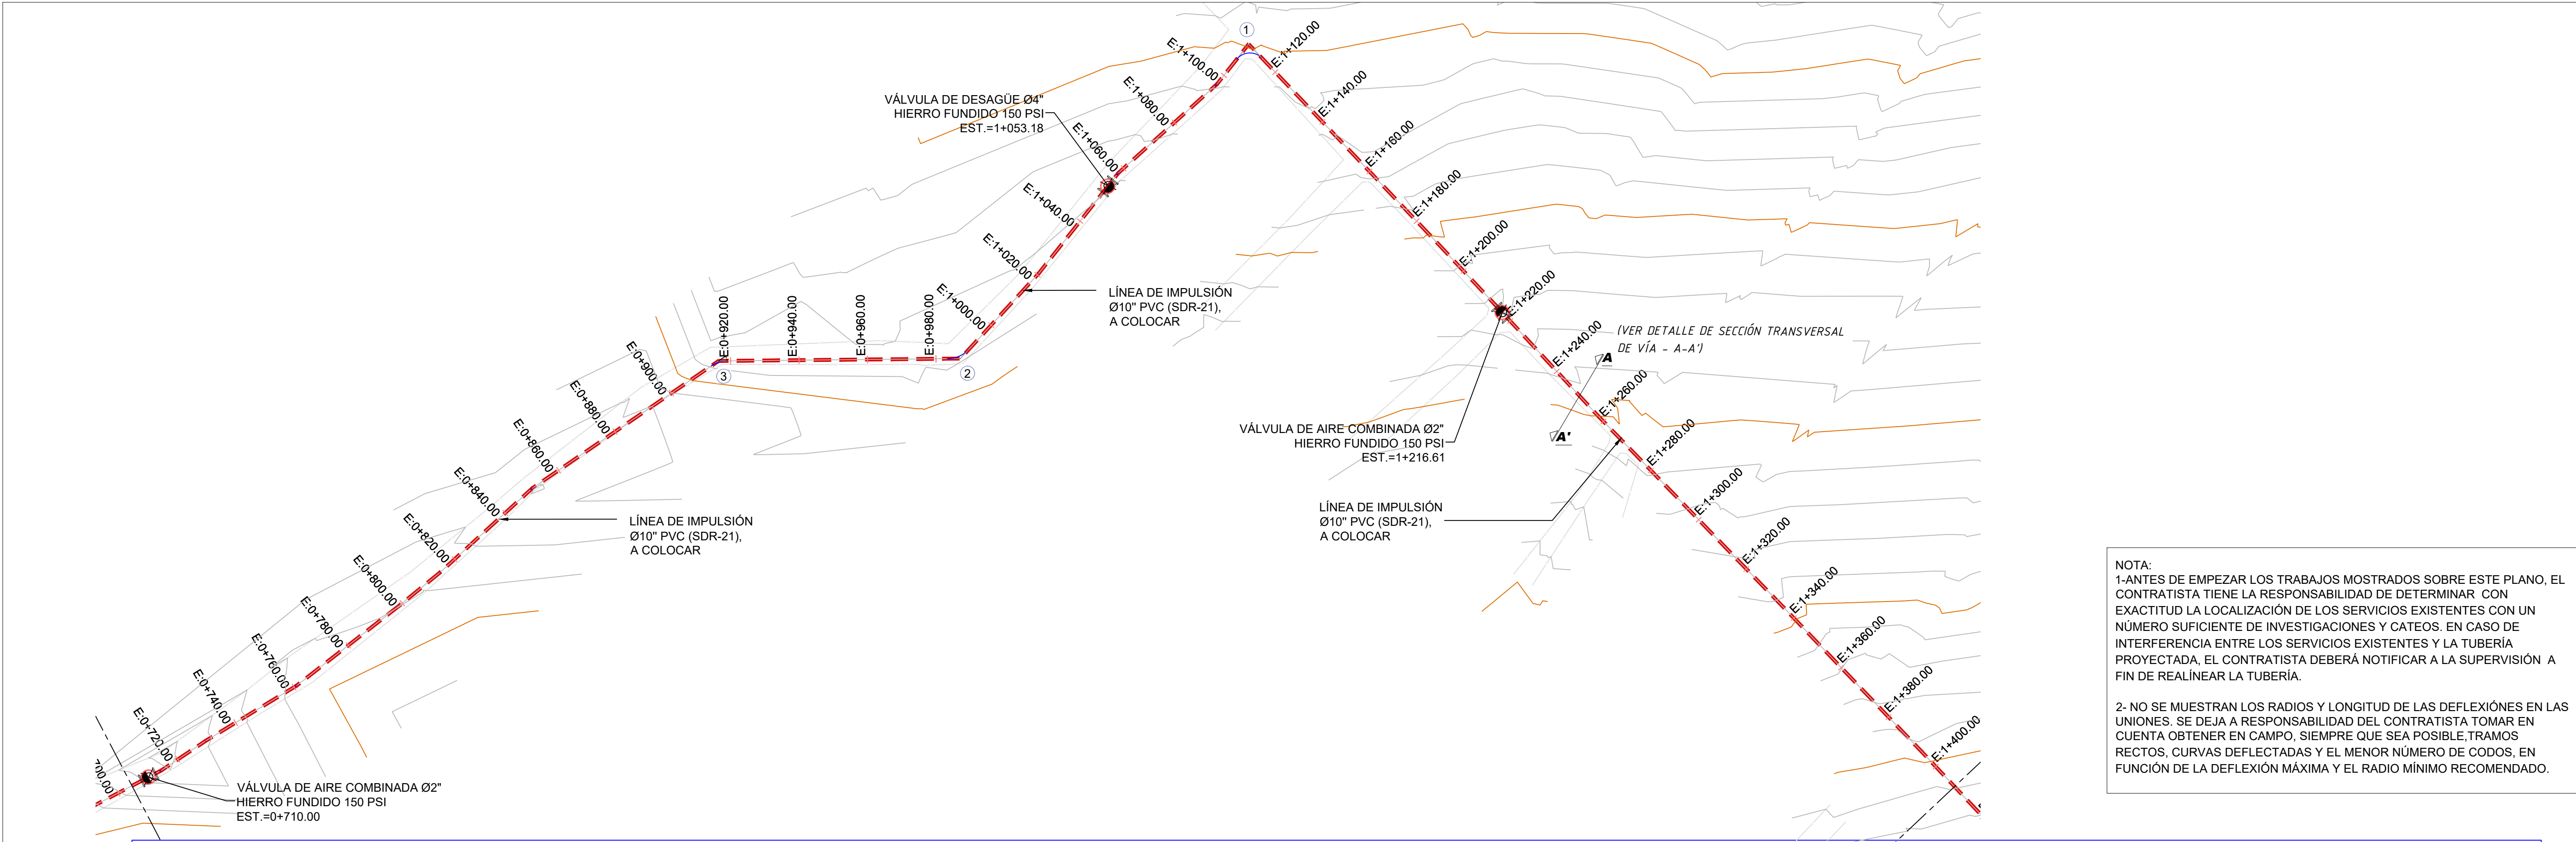 1
E:1+100.00
E:1+120.00
E:1+080.00
E:1+140.00
VÁLVULA DE DESAGÜE Ø4"
HIERRO FUNDIDO 150 PSI
EST.=1+053.18
E:1+060.00
E:1+160.00
E:1+040.00
E:1+180.00
E:1+020.00
E:1+200.00
E:1+000.00
E:1+220.00
LÍNEA DE IMPULSIÓN
Ø10" PVC (SDR-21),
A COLOCAR
E:0+920.00
E:0+940.00
E:0+960.00
E:0+980.00
3
2
(VER DETALLE DE SECCIÓN TRANSVERSAL
DE VÍA - A-A')
A
E:1+240.00
E:1+260.00
A'
E:0+900.00
E:0+880.00
E:0+860.00
E:0+840.00
E:0+820.00
E:0+800.00
E:0+780.00
E:0+760.00
E:0+740.00
E:0+720.00
700.00
VÁLVULA DE AIRE COMBINADA Ø2"
HIERRO FUNDIDO 150 PSI
EST.=1+216.61
E:1+280.00
E:1+300.00
LÍNEA DE IMPULSIÓN
Ø10" PVC (SDR-21),
A COLOCAR
LÍNEA DE IMPULSIÓN
Ø10" PVC (SDR-21),
A COLOCAR
E:1+320.00
E:1+340.00
E:1+360.00
E:1+380.00
E:1+400.00
VÁLVULA DE AIRE COMBINADA Ø2"
HIERRO FUNDIDO 150 PSI
EST.=0+710.00
NOTA:
1-ANTES DE EMPEZAR LOS TRABAJOS MOSTRADOS SOBRE ESTE PLANO, EL
CONTRATISTA TIENE LA RESPONSABILIDAD DE DETERMINAR CON
EXACTITUD LA LOCALIZACIÓN DE LOS SERVICIOS EXISTENTES CON UN
NÚMERO SUFICIENTE DE INVESTIGACIONES Y CATEOS. EN CASO DE
INTERFERENCIA ENTRE LOS SERVICIOS EXISTENTES Y LA TUBERÍA
PROYECTADA, EL CONTRATISTA DEBERÁ NOTIFICAR A LA SUPERVISIÓN A
FIN DE REALÍNEAR LA TUBERÍA.
2- NO SE MUESTRAN LOS RADIOS Y LONGITUD DE LAS DEFLEXIÓNES EN LAS
UNIONES. SE DEJA A RESPONSABILIDAD DEL CONTRATISTA TOMAR EN
CUENTA OBTENER EN CAMPO, SIEMPRE QUE SEA POSIBLE,TRAMOS
RECTOS, CURVAS DEFLECTADAS Y EL MENOR NÚMERO DE CODOS, EN
FUNCIÓN DE LA DEFLEXIÓN MÁXIMA Y EL RADIO MÍNIMO RECOMENDADO.